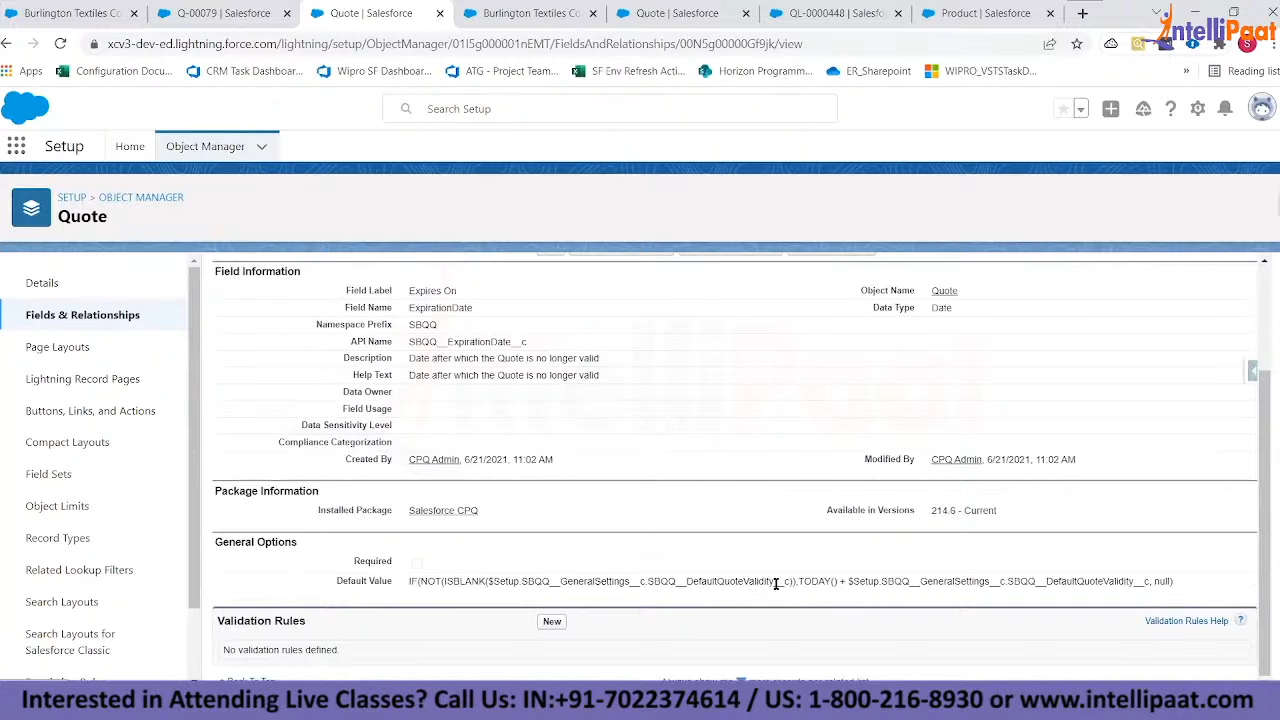 Burlington Textiles Co
Q-00079 | Salesforce
Quote | Salesforce
Burlington Textiles Co
Quote | Salesforce
QL-0000448 | Salesfo
Product | Salesforce
IntelliPaat
xcv3-dev-ed.lightning.force.com/lightning/setup/ObjectManager/
Apps
Configuration Docu...
CRM Task Dashboar...
Wipro SF Dashboard...
ATG - Project Team...
SF Env Refresh Acti...
Horizon Programm...
ER_Sharepoint
WIPRO_VSTSTaskD...
»
Reading list
Search Setup
Setup
Home
Object Manager
SETUP > OBJECT MANAGER
Quote
Details
Fields & Relationships
Page Layouts
Lightning Record Pages
Buttons, Links, and Actions
Compact Layouts
Field Sets
Object Limits
Record Types
Related Lookup Filters
Search Layouts
Search Layouts for
Salesforce Classic
Field Information
Field Label Expires On Object Name Quote
Field Name ExpirationDate Data Type Date
Namespace Prefix SBQQ
API Name SBQQ__ExpirationDate__c
Description Date after which the Quote is no longer valid
Help Text Date after which the Quote is no longer valid
Data Owner
Field Usage
Data Sensitivity Level
Compliance Categorization
Created By CPQ Admin, 6/21/2021, 11:02 AM Modified By CPQ Admin, 6/21/2021, 11:02 AM
Package Information
Installed Package Salesforce CPQ Available in Versions 214.6 - Current
General Options
Required
Default Value IF(NOT(ISBLANK($Setup.SBQQ__GeneralSettings__c.SBQQ__DefaultQuoteValidity__c)),TODAY() + $Setup.SBQQ__GeneralSettings__c.SBQQ__DefaultQuoteValidity__c, null)
Validation Rules New Validation Rules Help ?
No validation rules defined.
Interested in Attending Live Classes? Call Us: IN:+91-7022374614 / US: 1-800-216-8930 or www.intellipaat.com